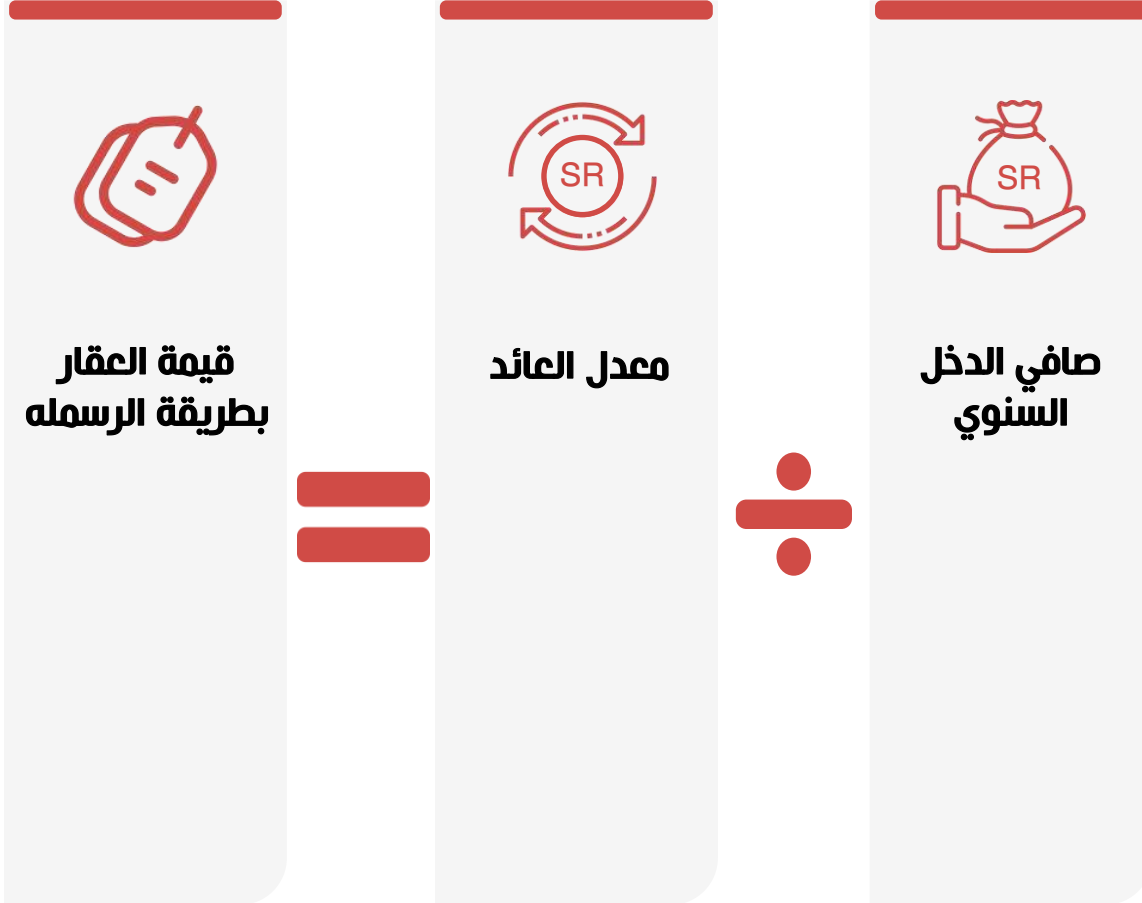 SR
صافي الدخل
السنوي
SR
معدل العائد
قيمة العقار
بطريقة الرسمله